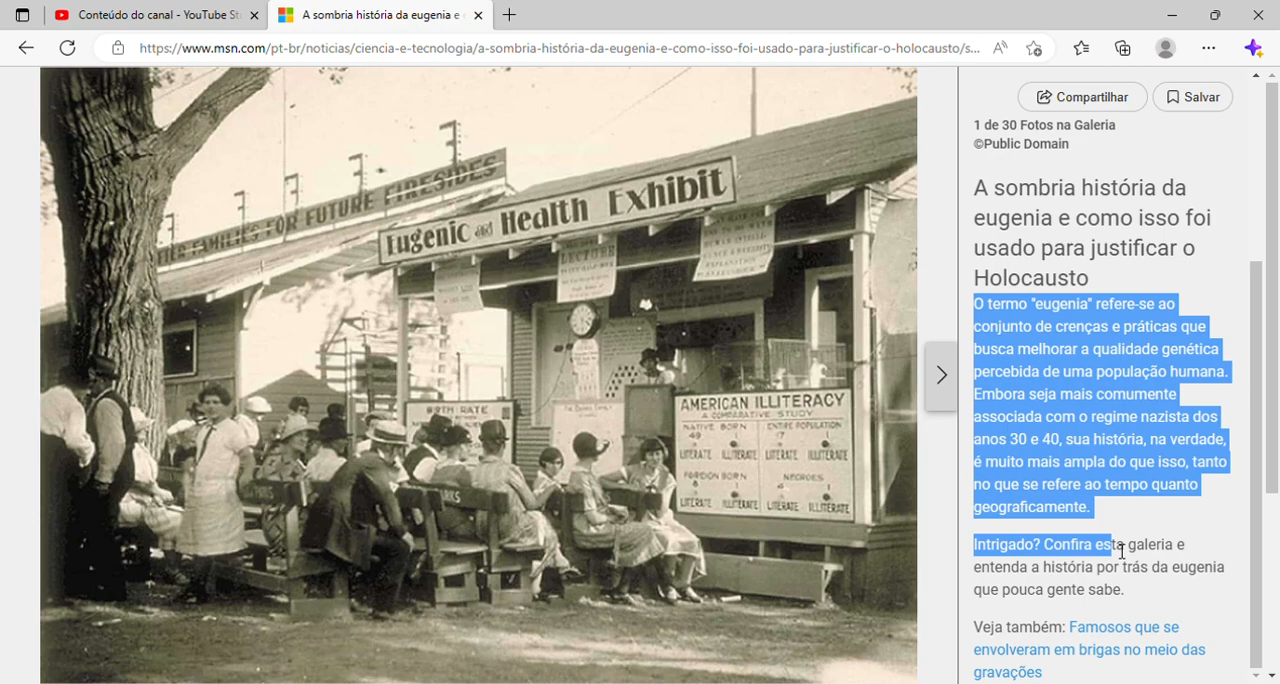 Conteúdo do canal - YouTube St
A sombria história da eugenia e
https://www.msn.com/pt-br/noticias/ciencia-e-tecnologia/a-sombria-história-da-eugenia-e-como-isso-foi-usado-para-justificar-o-holocausto/s...
Compartilhar
Salvar
1 de 30 Fotos na Galeria
©Public Domain
A sombria história da
eugenia e como isso foi
usado para justificar o
Holocausto
O termo "eugenia" refere-se ao
conjunto de crenças e práticas que
busca melhorar a qualidade genética
percebida de uma população humana.
Embora seja mais comumente
associada com o regime nazista dos
anos 30 e 40, sua história, na verdade,
é muito mais ampla do que isso, tanto
no que se refere ao tempo quanto
geograficamente.
Intrigado? Confira esta galeria e
entenda a história por trás da eugenia
que pouca gente sabe.
Veja também: Famosos que se
envolveram em brigas no meio das
gravações
FAMILIES FOR FUTURE FIRESIDES
Eugenic and Health Exhibit
LECTURE
BIRTH RATE
AMERICAN ILLITERACY
A COMPARATIVE STUDY
NATIVE BORN ENTIRE POPULATION
LITERATE ILLITERATE LITERATE ILLITERATE
FOREIGN BORN NEGROES
LITERATE ILLITERATE LITERATE ILLITERATE